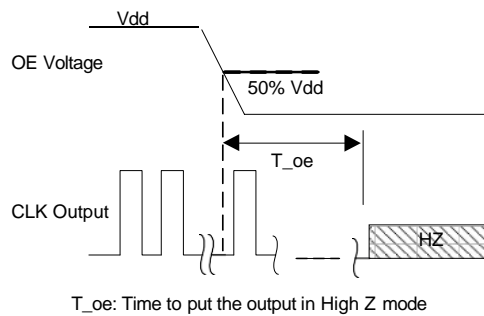 Vdd
OE Voltage
50% Vdd
T_oe
CLK Output
HZ
T_oe: Time to put the output in High Z mode